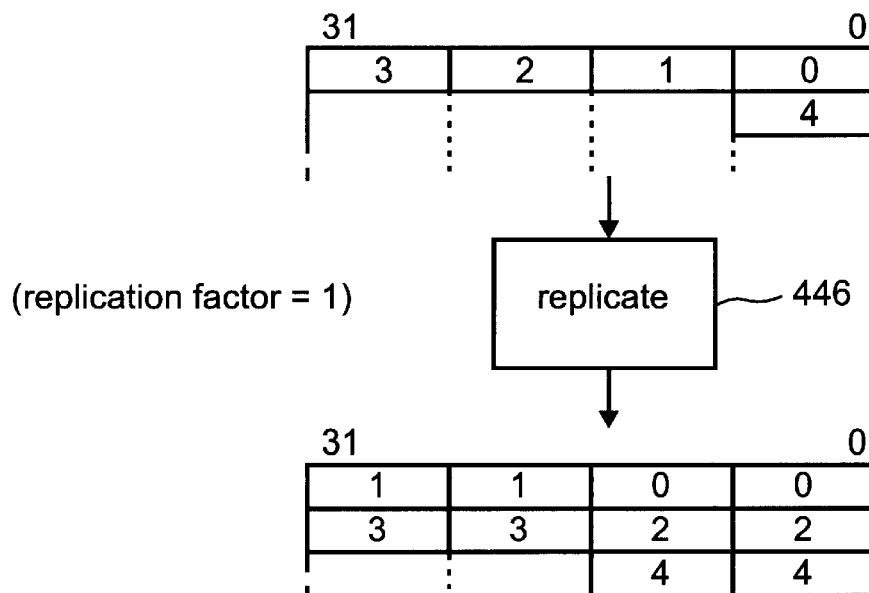 31 0
3 2 1 0
4
(replication factor = 1) replicate 446
31 0
1 1 0 0
3 3 2 2
4 4